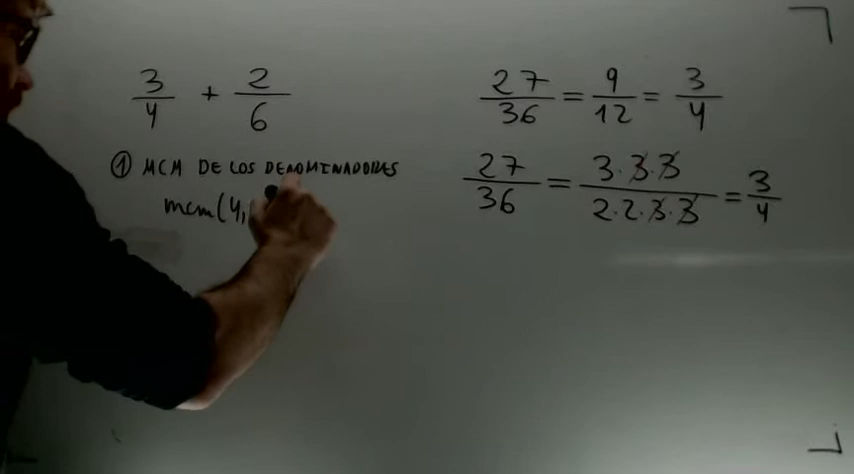 3/4 + 2/6
① MCM DE LOS DENOMINADORES
mcm(4,
27/36 = 9/12 = 3/4
27/36 = 3·3·3/2·2·3·3 = 3/4